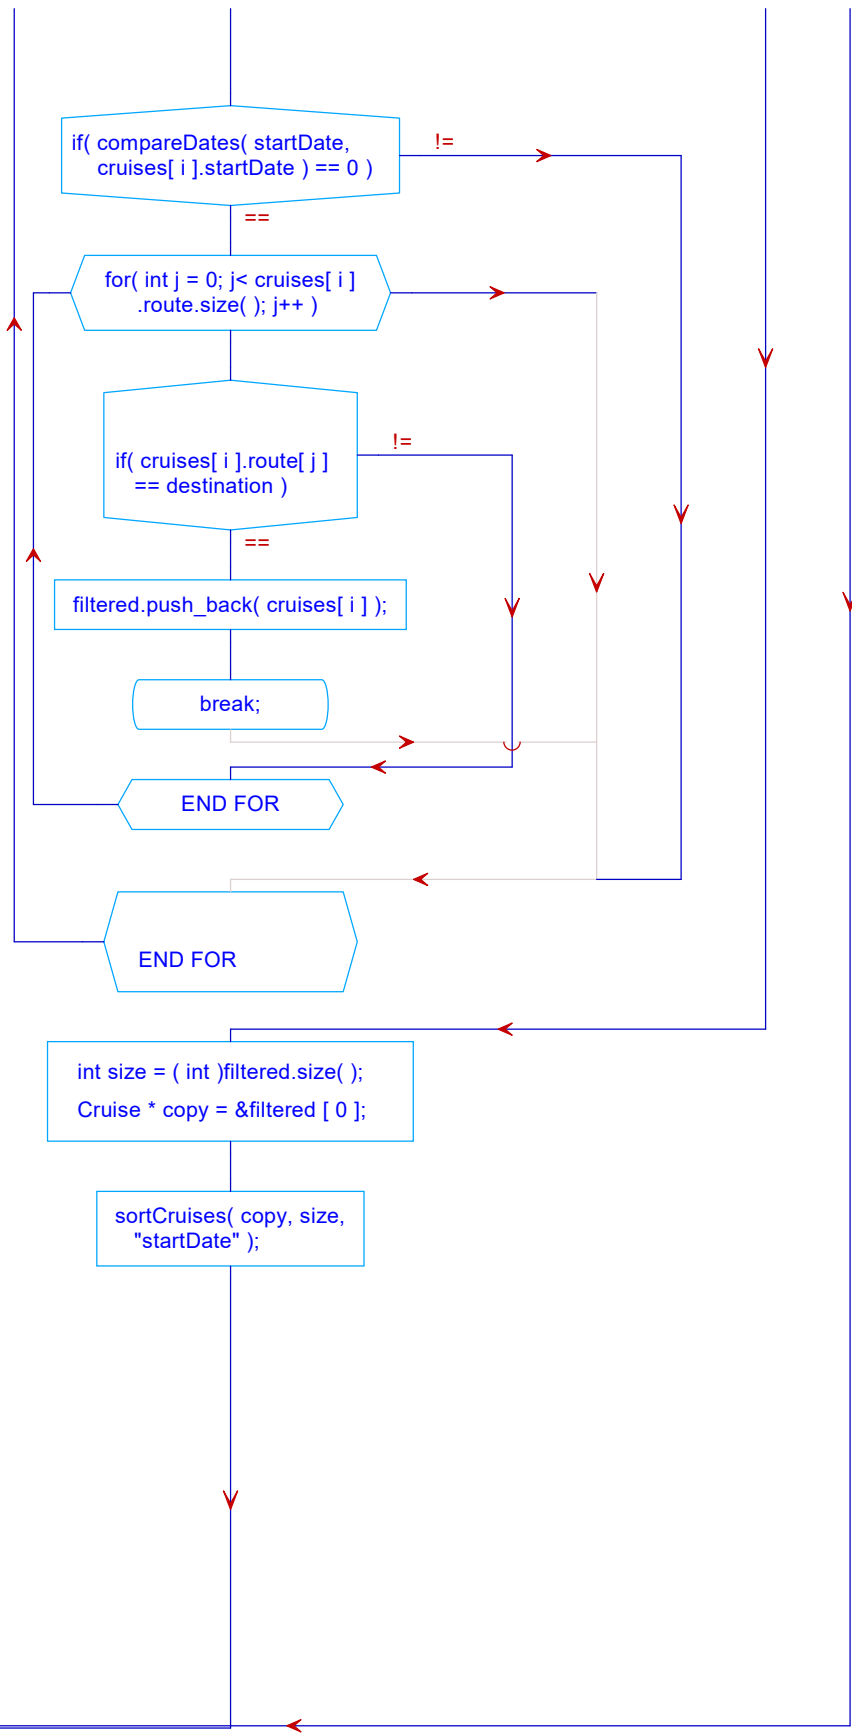 if( compareDates( startDate,
cruises[ i ].startDate ) == 0 )
!=
==
for( int j = 0; j< cruises[ i ]
.route.size( ); j++ )
!=
if( cruises[ i ].route[ j ]
== destination )
==
filtered.push_back( cruises[ i ] );
break;
END FOR
END FOR
int size = ( int )filtered.size( );
Cruise * copy = &filtered [ 0 ];
sortCruises( copy, size,
"startDate" );